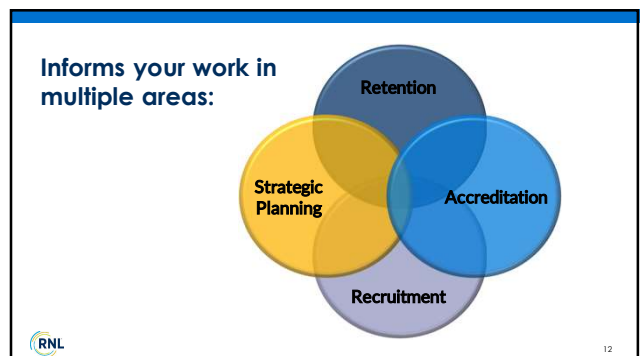 Informs your work in
multiple areas:
Retention
Strategic
Planning
Accreditation
Recruitment
RNL
12